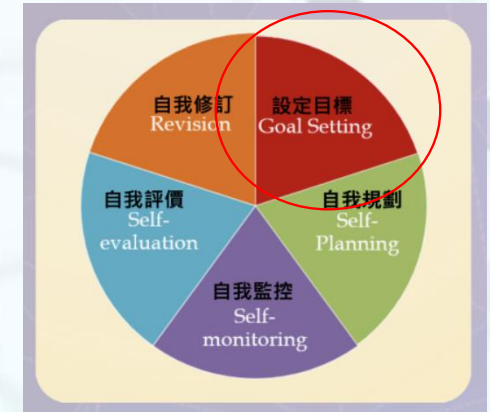 自我修訂
Revision
設定目標
Goal Setting
自我評價
Self-
evaluation
自我規劃
Self-
Planning
自我監控
Self-
monitoring